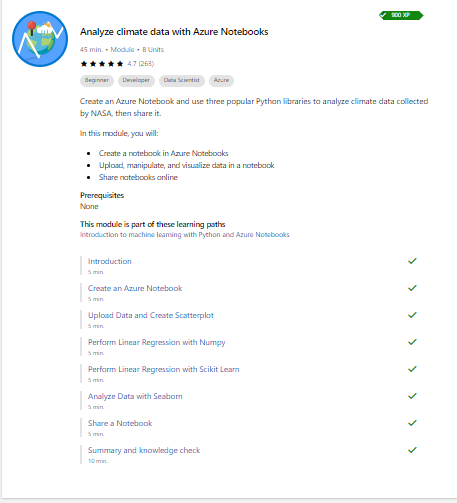 900 XP
Analyze climate data with Azure Notebooks
45 min. • Module • 8 Units
4.7 (263)
Beginner Developer Data Scientist Azure
Create an Azure Notebook and use three popular Python libraries to analyze climate data collected
by NASA, then share it.
In this module, you will:
• Create a notebook in Azure Notebooks
• Upload, manipulate, and visualize data in a notebook
• Share notebooks online
Prerequisites
None
This module is part of these learning paths
Introduction to machine learning with Python and Azure Notebooks
Introduction
5 min.
Create an Azure Notebook
5 min.
Upload Data and Create Scatterplot
5 min.
Perform Linear Regression with Numpy
5 min.
Perform Linear Regression with Scikit Learn
5 min.
Analyze Data with Seaborn
5 min.
Share a Notebook
5 min.
Summary and knowledge check
10 min.